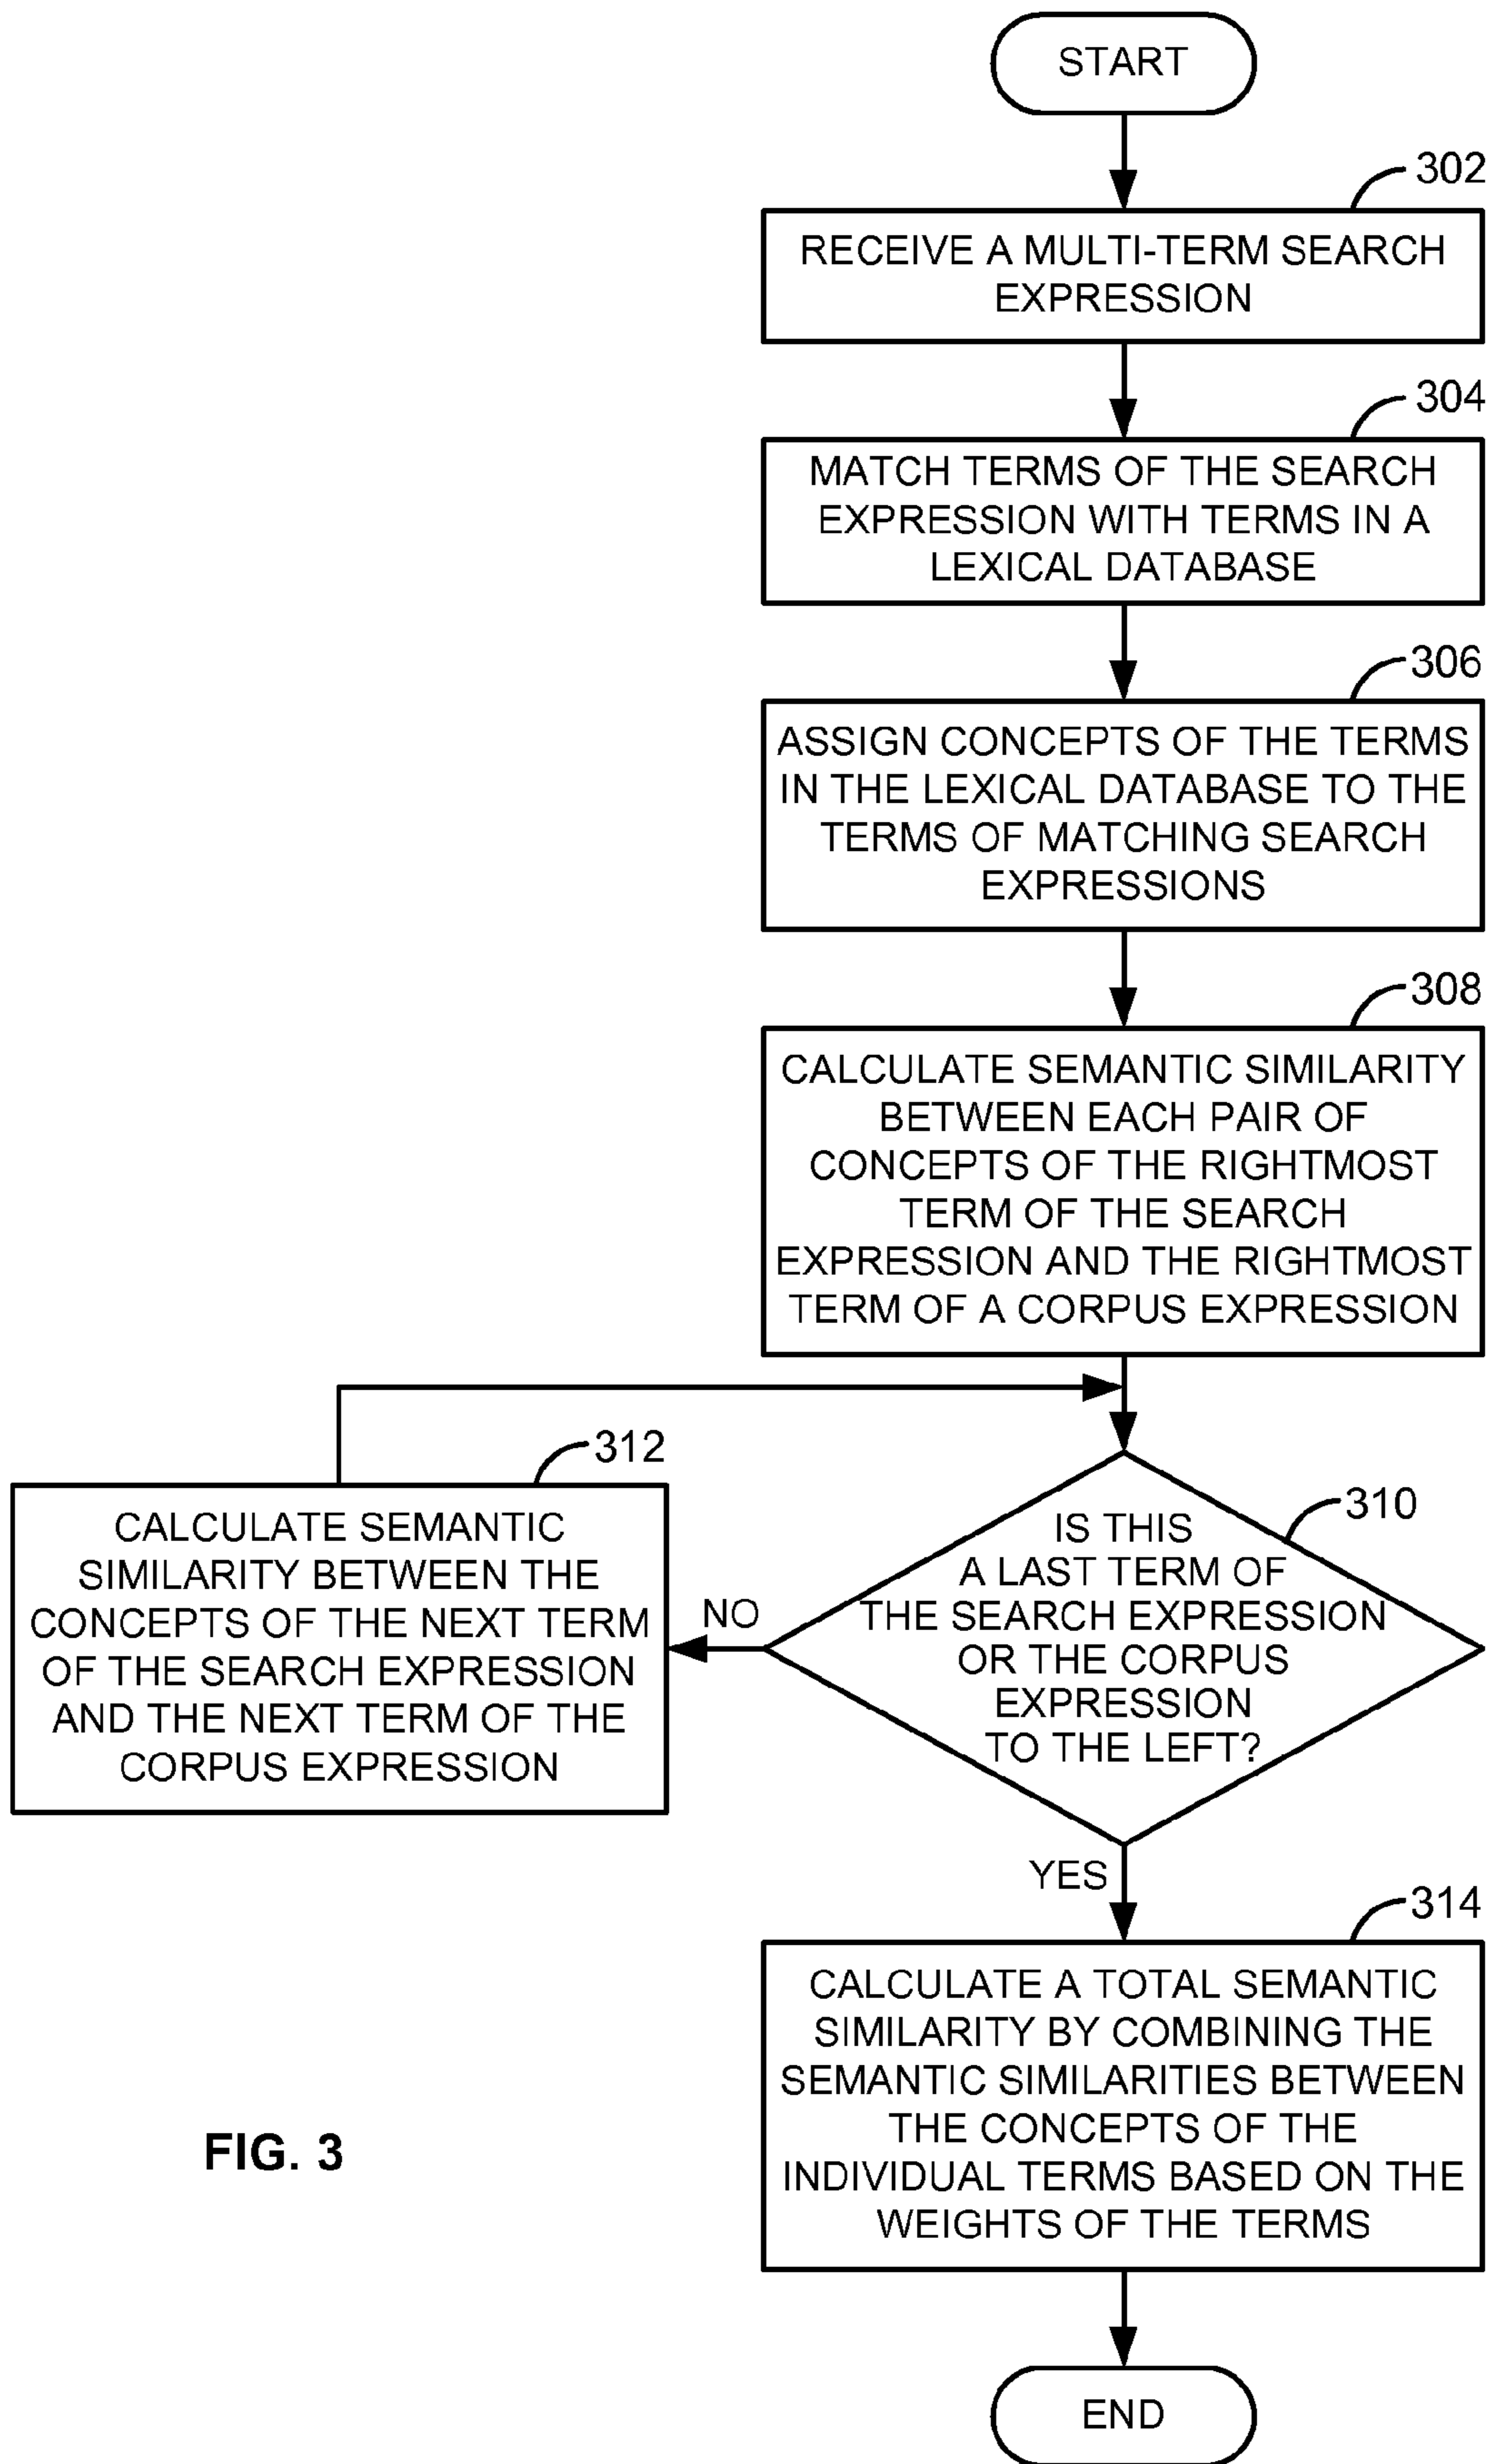 START
302
RECEIVE A MULTI-TERM SEARCH
EXPRESSION
304
MATCH TERMS OF THE SEARCH
EXPRESSION WITH TERMS IN A
LEXICAL DATABASE
306
ASSIGN CONCEPTS OF THE TERMS
IN THE LEXICAL DATABASE TO THE
TERMS OF MATCHING SEARCH
EXPRESSIONS
308
CALCULATE SEMANTIC SIMILARITY
BETWEEN EACH PAIR OF
CONCEPTS OF THE RIGHTMOST
TERM OF THE SEARCH
EXPRESSION AND THE RIGHTMOST
TERM OF A CORPUS EXPRESSION
310
IS THIS
A LAST TERM OF
THE SEARCH EXPRESSION
OR THE CORPUS
EXPRESSION
TO THE LEFT?
NO
312
CALCULATE SEMANTIC
SIMILARITY BETWEEN THE
CONCEPTS OF THE NEXT TERM
OF THE SEARCH EXPRESSION
AND THE NEXT TERM OF THE
CORPUS EXPRESSION
YES
314
CALCULATE A TOTAL SEMANTIC
SIMILARITY BY COMBINING THE
SEMANTIC SIMILARITIES BETWEEN
THE CONCEPTS OF THE
INDIVIDUAL TERMS BASED ON THE
WEIGHTS OF THE TERMS
FIG. 3
END